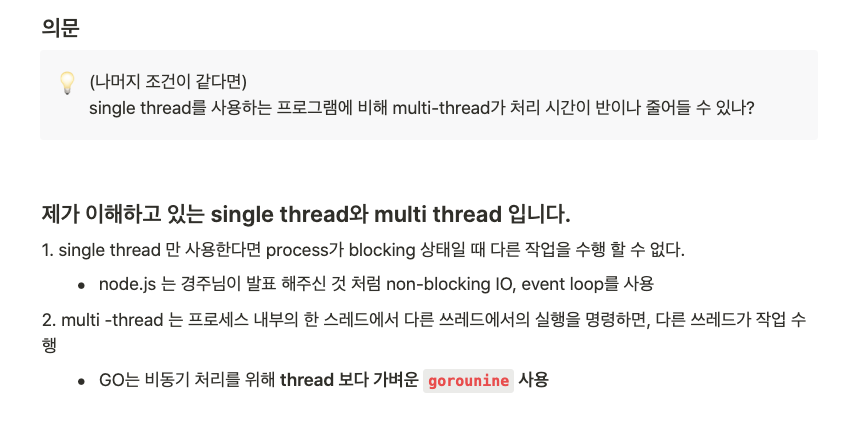 의문
(나머지 조건이 같다면)
single thread를 사용하는 프로그램에 비해 multi-thread가 처리 시간이 반이나 줄어들 수 있나?
제가 이해하고 있는 single thread와 multi thread 입니다.
1. single thread 만 사용한다면 process가 blocking 상태일 때 다른 작업을 수행 할 수 없다.
• node.js 는 경주님이 발표 해주신 것 처럼 non-blocking IO, event loop를 사용
2. multi -thread 는 프로세스 내부의 한 스레드에서 다른 쓰레드에서의 실행을 명령하면, 다른 쓰레드가 작업 수
행
• GO는 비동기 처리를 위해 thread 보다 가벼운 gorounine 사용